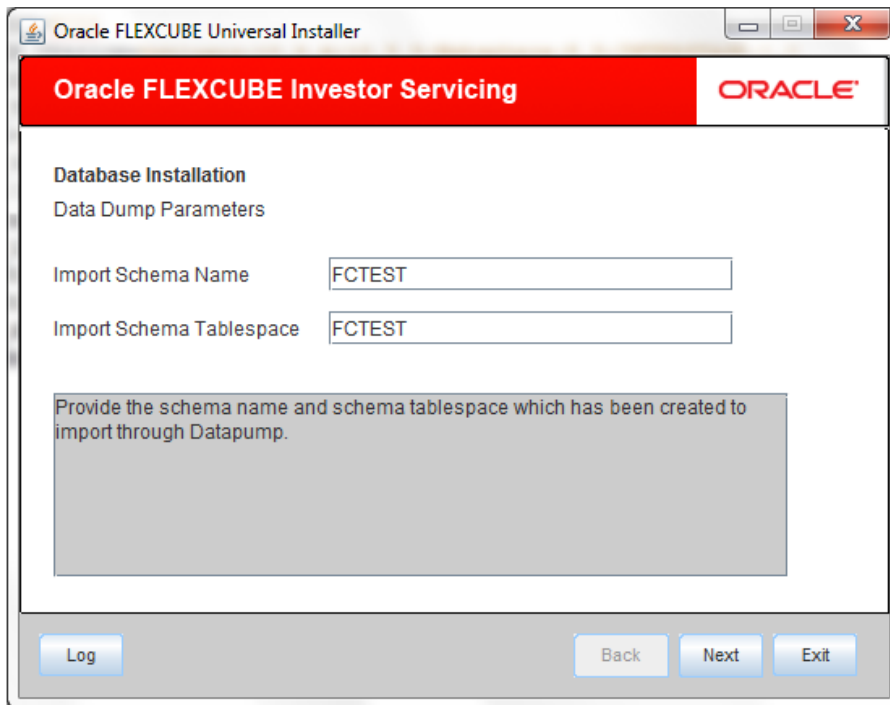 Oracle FLEXCUBE Universal Installer
Oracle FLEXCUBE Investor Servicing
ORACLE
Database Installation
Data Dump Parameters
Import Schema Name FCTEST
Import Schema Tablespace FCTEST
Provide the schema name and schema tablespace which has been created to
import through Datapump.
Log Back Next Exit